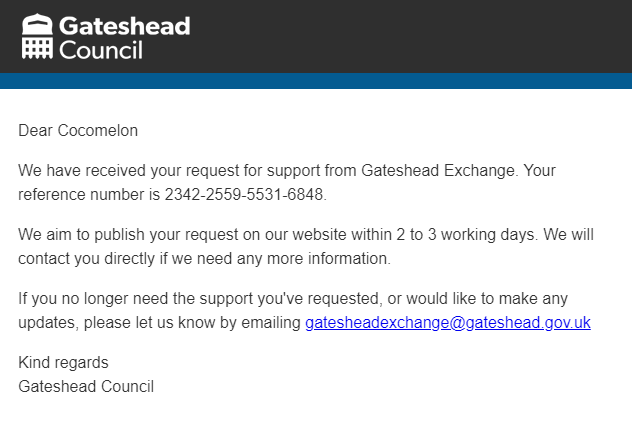 Gateshead
Council
Dear Cocomelon
We have received your request for support from Gateshead Exchange. Your
reference number is 2342-2559-5531-6848.
We aim to publish your request on our website within 2 to 3 working days. We will
contact you directly if we need any more information.
If you no longer need the support you've requested, or would like to make any
updates, please let us know by emailing gatesheadexchange@gateshead.gov.uk
Kind regards
Gateshead Council